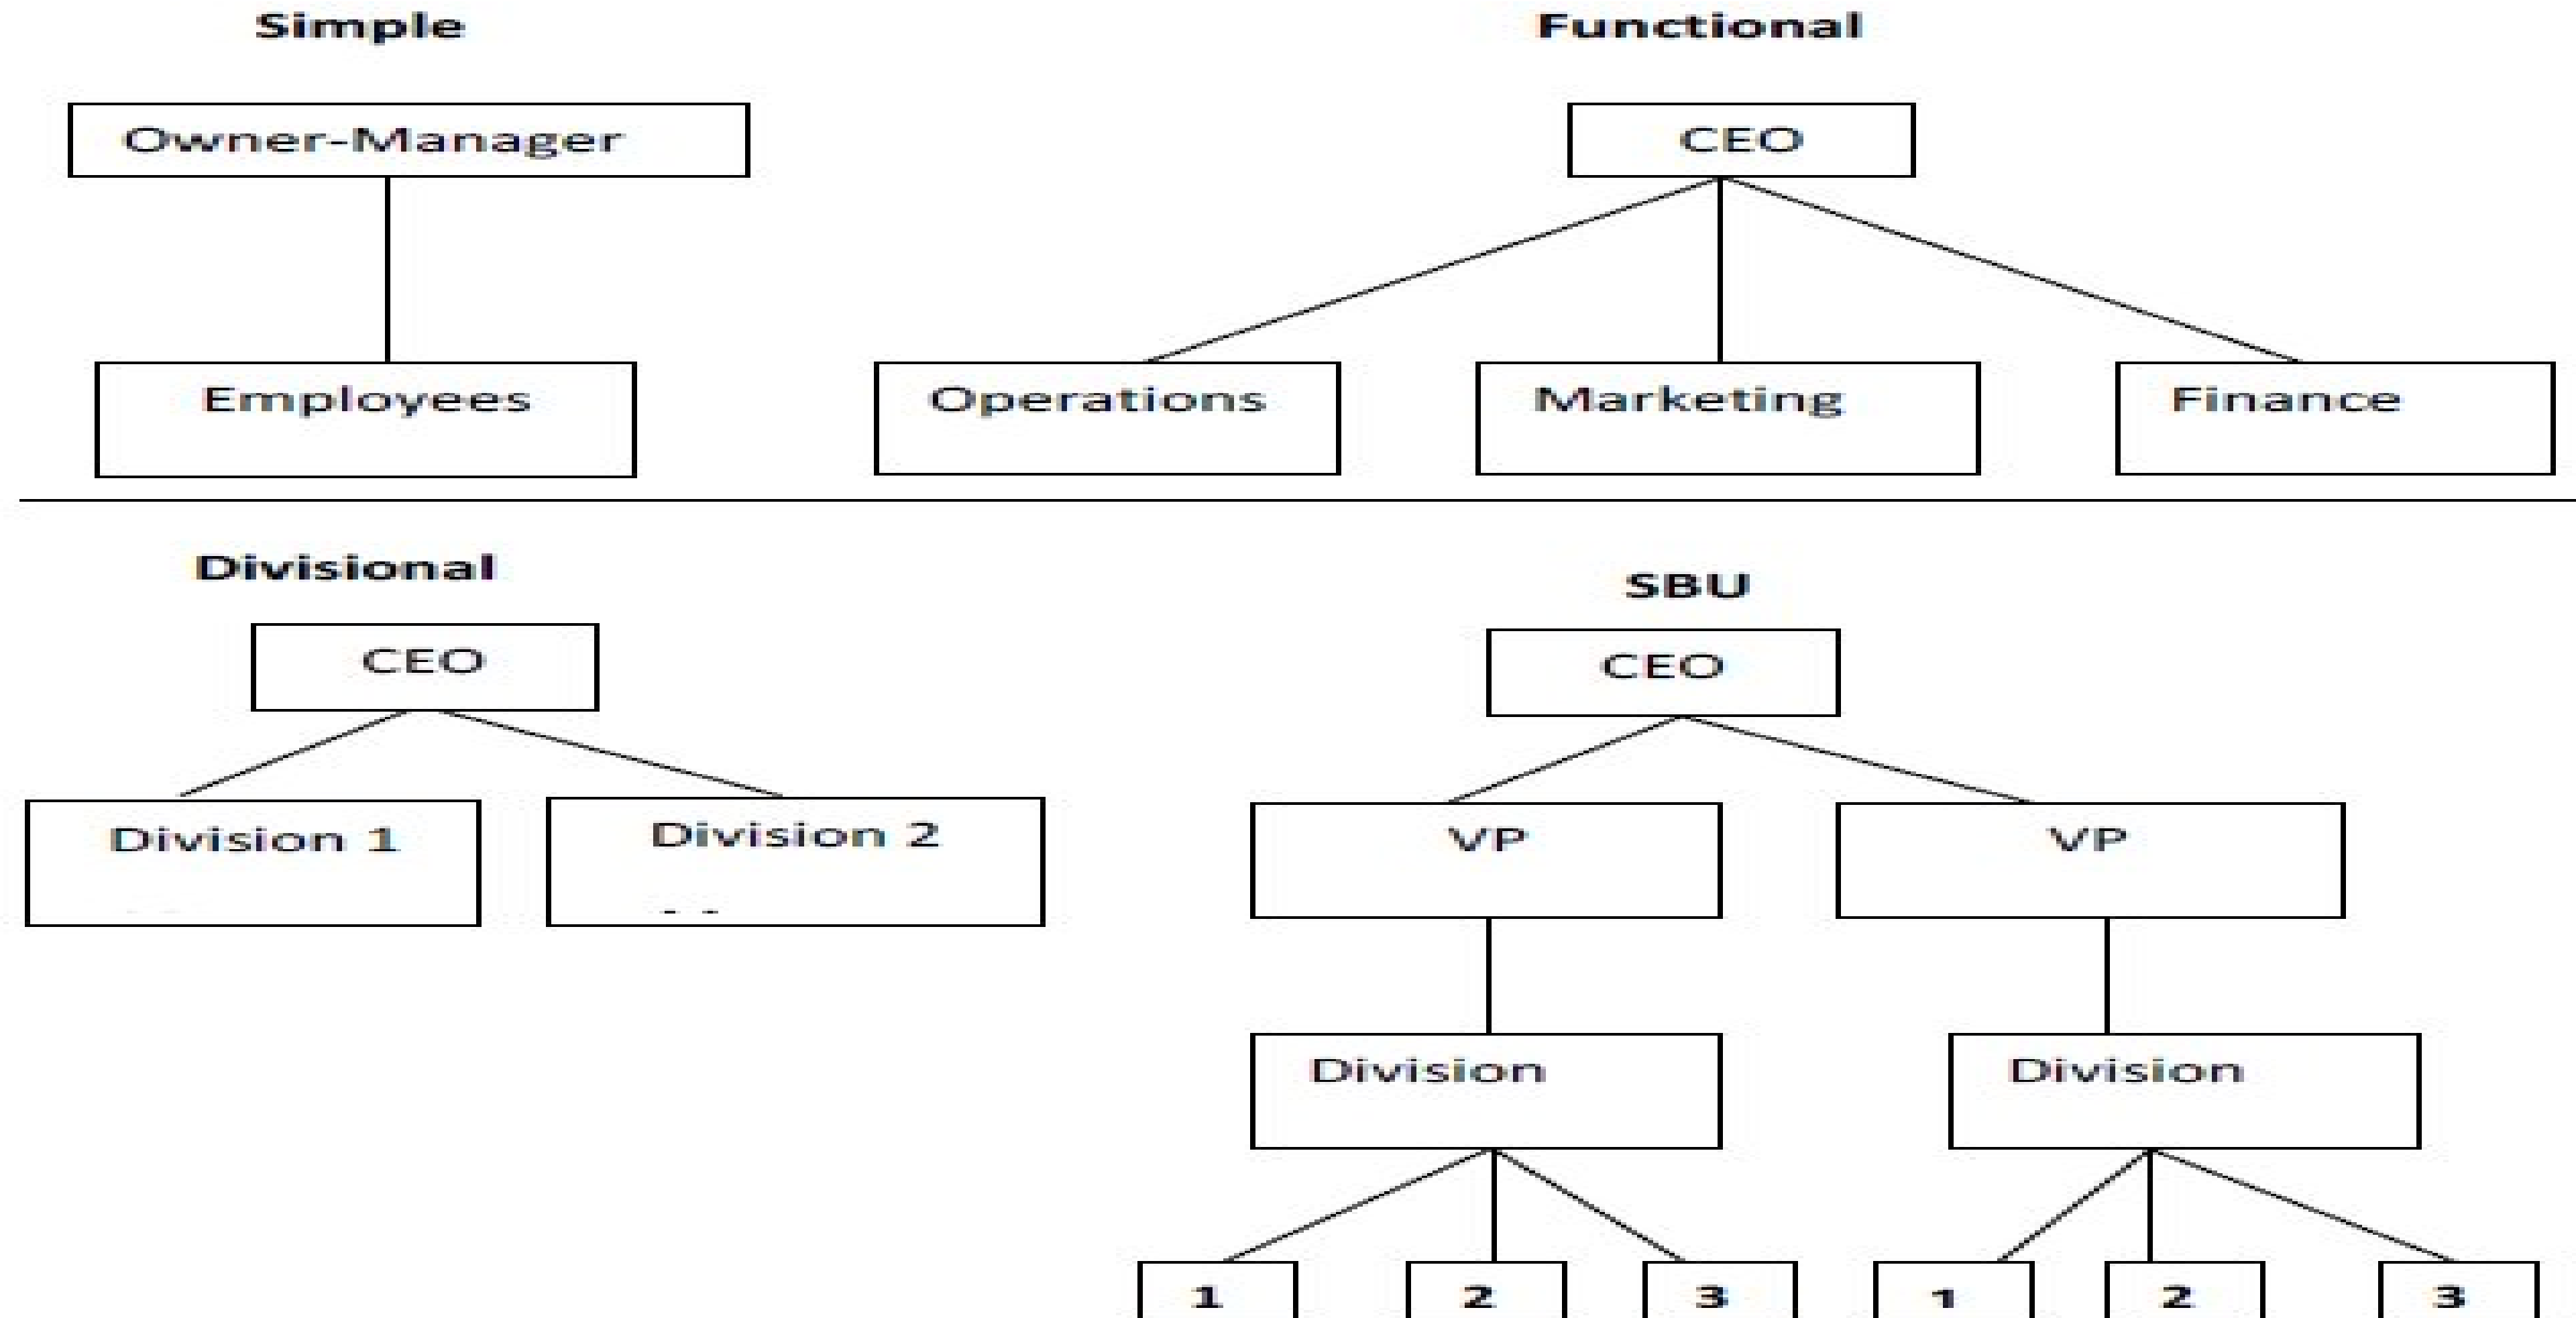 Simple
Functional
Owner-Manager
CEO
Employees
Operations
Marketing
Finance
Divisional
SBU
CEO
CEO
Division 1
Division 2
VP
VP
Division
Division
1
2
3
1
2
3